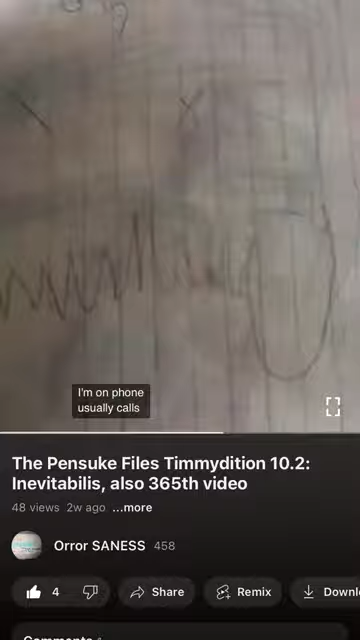 I'm on phone
usually calls
The Pensuke Files Timmydition 10.2:
Inevitabilis, also 365th video
48 views 2w ago ...more
Orror SANESS 458
4 Share Remix